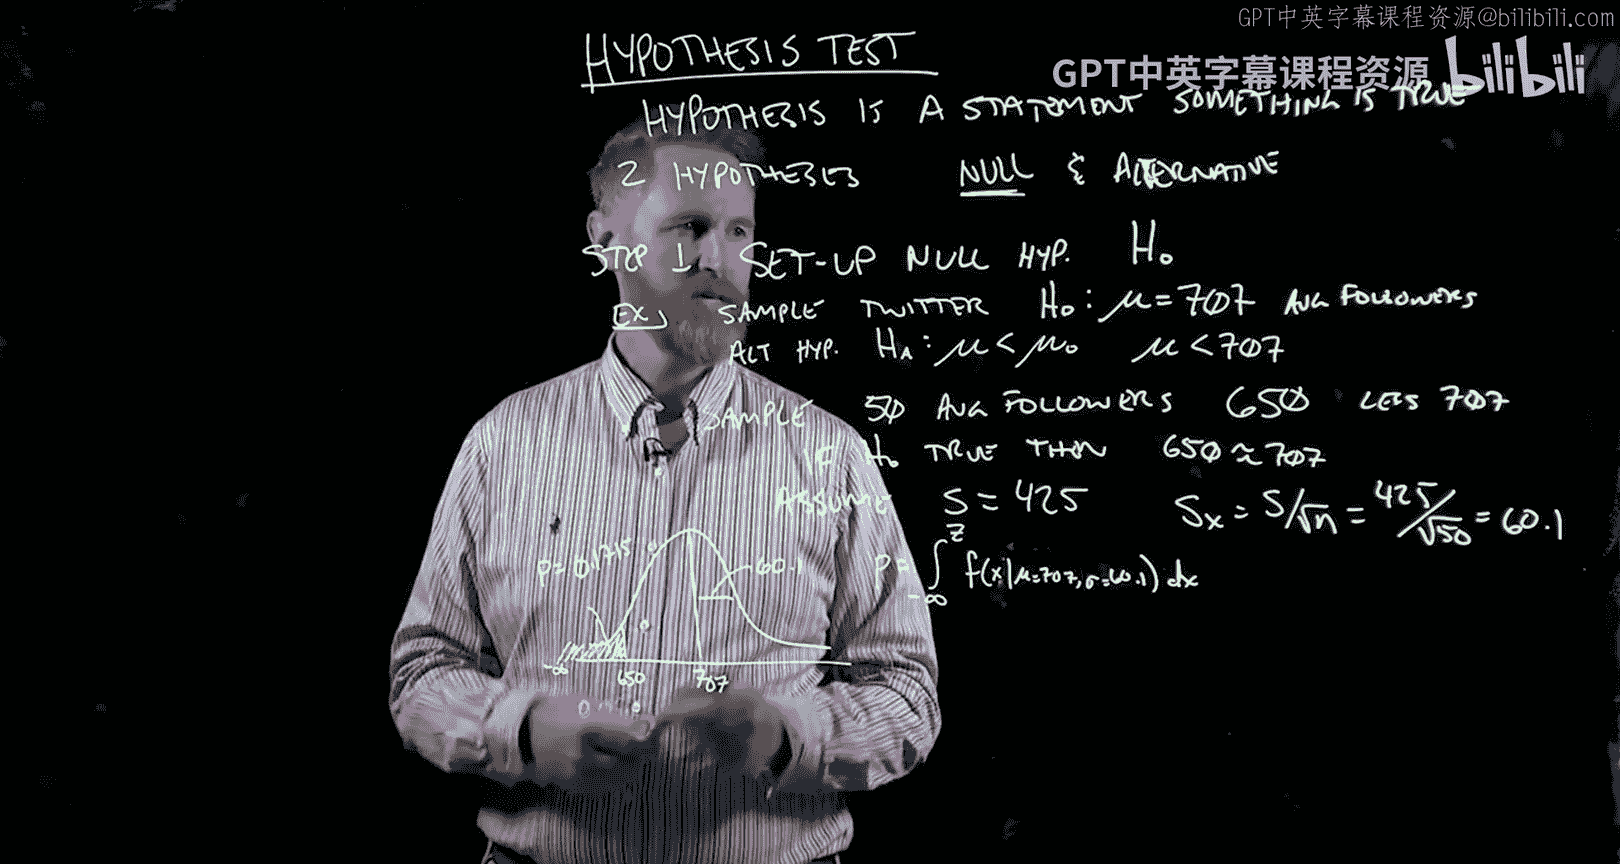 GPT中英字幕课程资源@bilibili.com
GPT中英字幕课程资源 bilibili
HYPOTHESIS TEST
HYPOTHESIS IS A STATEMENT SOMETHING IS TRUE
2 HYPOTHESES NULL & ALTERNATIVE
STEP 1 SET-UP NULL HYP. H₀
EX, SAMPLE TWITTER H₀: μ=707 AVG FOLLOWERS
ALT HYP. Hₐ: μ<μ₀ μ<707
SAMPLE 50 AVG FOLLOWERS 650 LESS 707
IF H₀ TRUE THEN 650≈707
ASSUME S=425 Sₓ = S/√n = 425/√50 = 60.1
P=0.1715 60.1 P=∫ z -∞ f(x|μ=707,σ=60.1) dx
-∞ 650 707